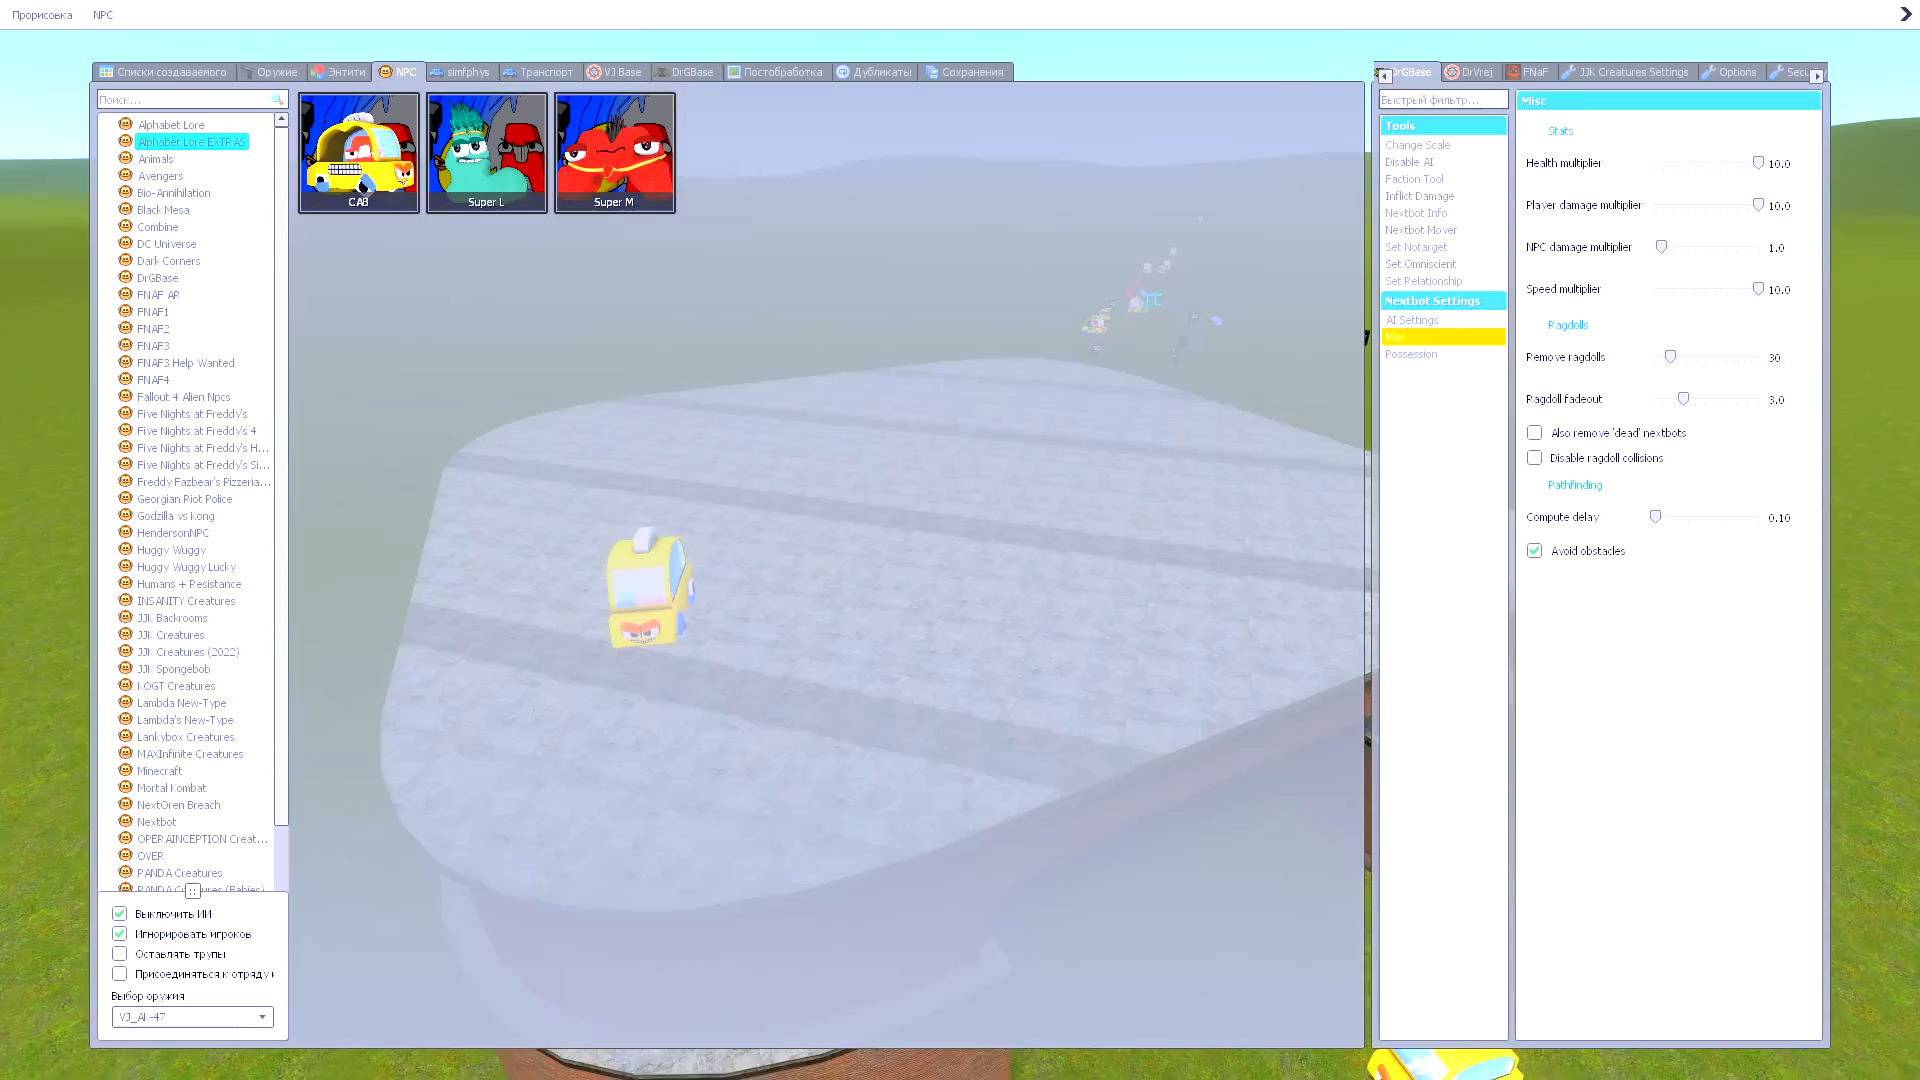 Прорисовка NPC
Списки создаваемого Оружие Энтити NPC simfphys Транспорт VJ Base DrGBase Постобработка Дубликаты Сохранения
Поиск...
Alphabet Lore
Alphabet Lore EXTRAS
Animals
Avengers
Bio-Annihilation
Black Mesa
Combine
DC Universe
Dark Corners
DrGBase
FNAF AR
FNAF1
FNAF2
FNAF3
FNAF3 Help Wanted
FNAF4
Fallout 4 Alien Npcs
Five Nights at Freddy's
Five Nights at Freddy's 4
Five Nights at Freddy's H...
Five Nights at Freddy's Si...
Freddy Fazbear's Pizzeria...
Georgian Riot Police
Godzilla vs Kong
HendersonNPC
Huggy Wuggy
Huggy Wuggy Lucky
Humans + Resistance
INSANITY Creatures
JJK Backrooms
JJK Creatures
JJK Creatures (2022)
JJK Spongebob
KOGT Creatures
Lambda New-Type
Lambda's New-Type
Lankybox Creatures
MAXInfinite Creatures
Minecraft
Mortal Kombat
NextOren Breach
Nextbot
OPERAINCEPTION Creat...
OVER
PANDA Creatures
Выключить ИИ
Игнорировать игроков
Оставлять трупы
Присоединяться к отряду
Выбор оружия
VJ_AK-47
CAB
Super L
Super M
DrGBase DrVrej FNaF JJK Creatures Settings Options
Быстрый фильтр...
Tools
Change Scale
Disable AI
Faction Tool
Inflict Damage
Nextbot Info
Nextbot Mover
Set Notarget
Set Omniscient
Set Relationship
Nextbot Settings
AI Settings
Misc
Possession
Misc
Stats
Health multiplier 10.0
Player damage multiplier 10.0
NPC damage multiplier 1.0
Speed multiplier 10.0
Ragdolls
Remove ragdolls 30
Ragdoll fadeout 3.0
Also remove 'dead' nextbots
Disable ragdoll collisions
Pathfinding
Compute delay 0.10
Avoid obstacles